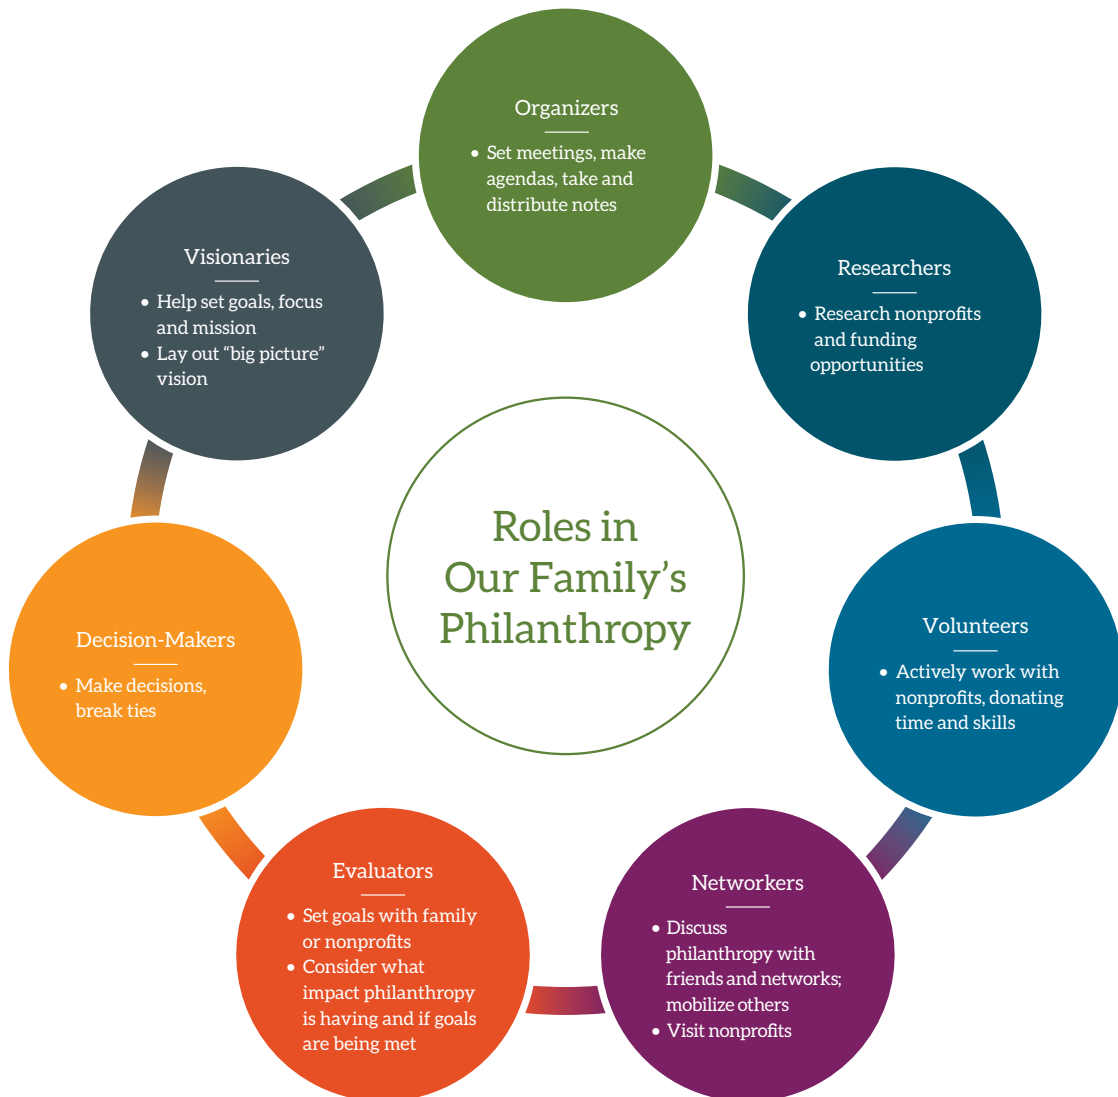 Organizers
• Set meetings, make
agendas, take and
distribute notes
Researchers
• Research nonprofits
and funding
opportunities
Volunteers
• Actively work with
nonprofits, donating
time and skills
Networkers
• Discuss
philanthropy with
friends and networks;
mobilize others
• Visit nonprofits
Evaluators
• Set goals with family
or nonprofits
• Consider what
impact philanthropy
is having and if goals
are being met
Decision-Makers
• Make decisions,
break ties
Visionaries
• Help set goals, focus
and mission
• Lay out “big picture”
vision
Roles in
Our Family’s
Philanthropy